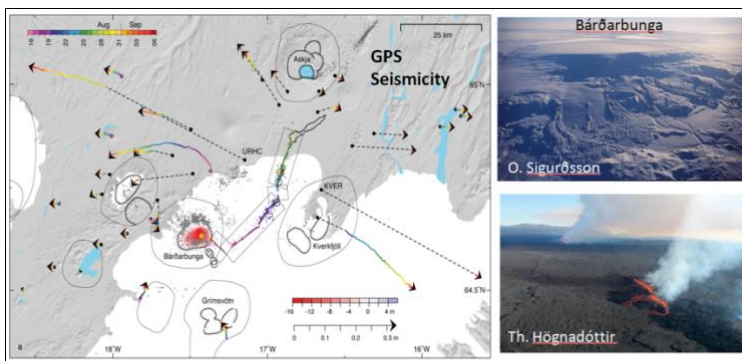 Aug Sep
16
19
22
25
28
31
03
06
25 km
Askja
GPS
Seismicity
65°N
URHC
KVER
Bárðarbunga
Kverkfjöll
64.5°N
Grímsvötn
-16 -12 -8 -4 0 4 m
0 0.1 0.2 0.3 m
a
18°W 17°W 16°W
Bárðarbunga
O. Sigurðsson
Th. Högnadóttir